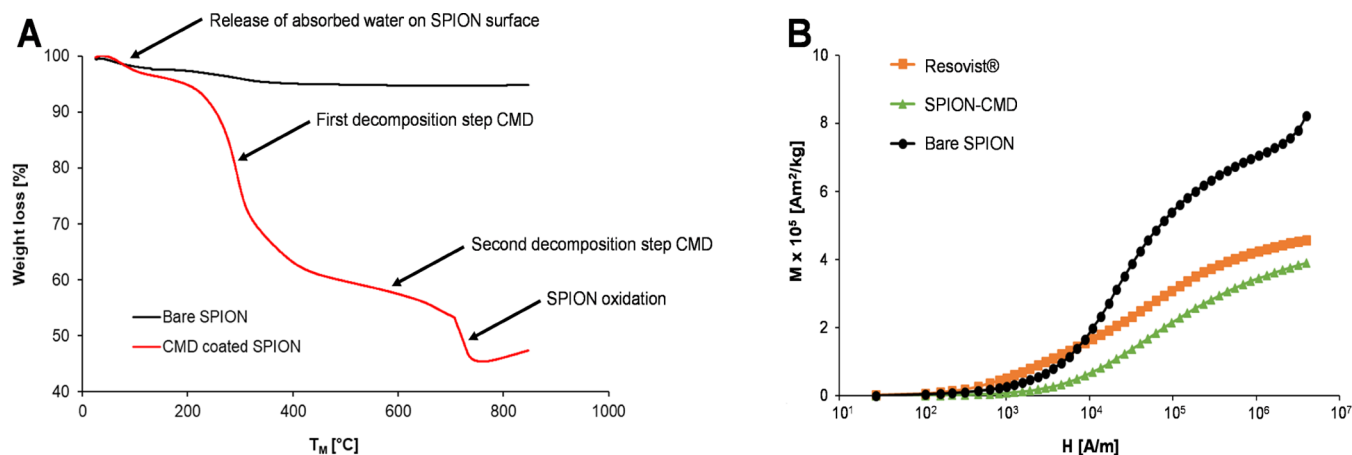 A
Release of absorbed water on SPION surface
100
90
80
70
60
50
40
Weight loss [%]
First decomposition step CMD
Second decomposition step CMD
SPION oxidation
Bare SPION
CMD coated SPION
0
200
400
600
800
1000
T_M [°C]
B
10
8
6
4
2
0
M x 10⁵ [Am²/kg]
Resovist®
SPION-CMD
Bare SPION
10¹
10²
10³
10⁴
10⁵
10⁶
10⁷
H [A/m]